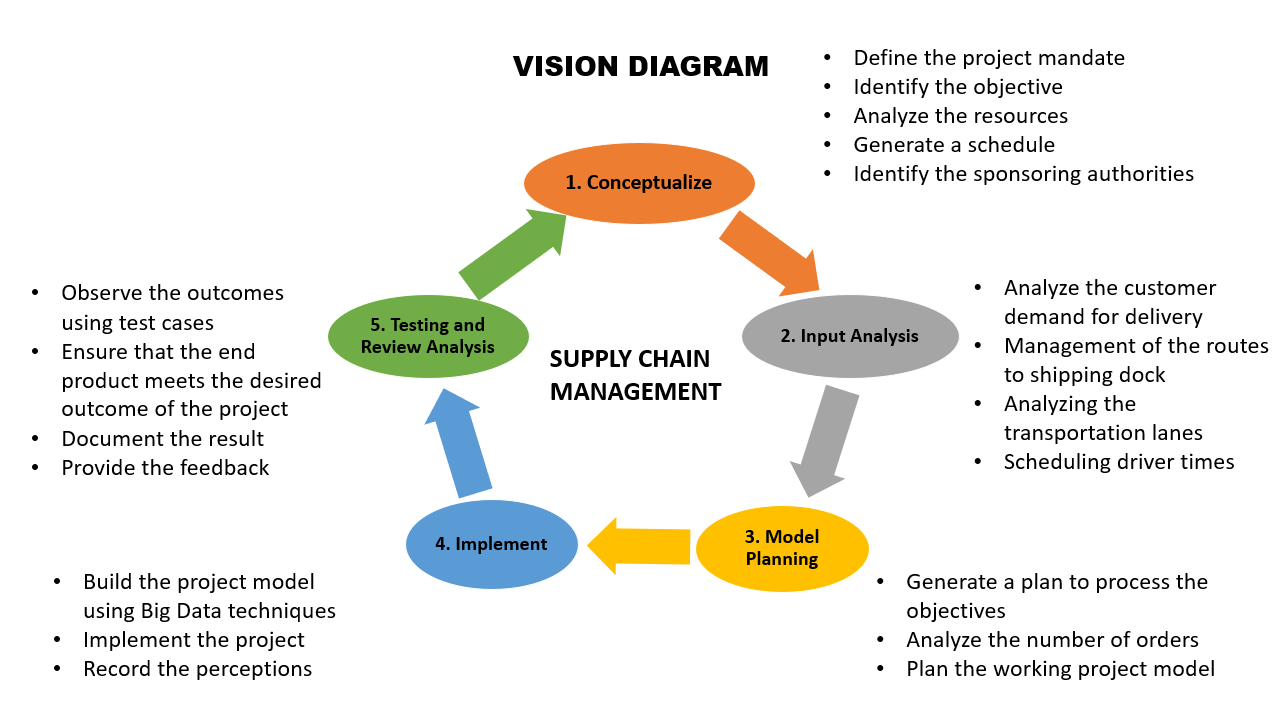 VISION DIAGRAM
• Define the project mandate
• Identify the objective
• Analyze the resources
• Generate a schedule
• Identify the sponsoring authorities
1. Conceptualize
• Analyze the customer
demand for delivery
• Management of the routes
to shipping dock
• Analyzing the
transportation lanes
• Scheduling driver times
2. Input Analysis
SUPPLY CHAIN
MANAGEMENT
5. Testing and
Review Analysis
• Observe the outcomes
using test cases
• Ensure that the end
product meets the desired
outcome of the project
• Document the result
• Provide the feedback
3. Model
Planning
• Generate a plan to process the
objectives
• Analyze the number of orders
• Plan the working project model
4. Implement
• Build the project model
using Big Data techniques
• Implement the project
• Record the perceptions